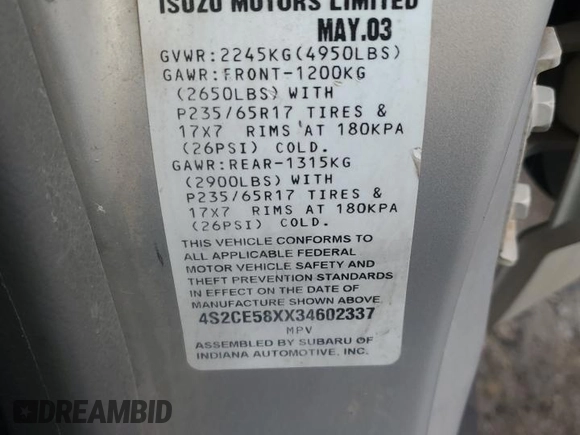 ISUZU MOTORS LIMITED
MAY.03
GVWR:2245KG(4950LBS)
GAWR:FRONT-1200KG
(2650LBS) WITH
P235/65R17 TIRES &
17X7 RIMS AT 180KPA
(26PSI) COLD.
GAWR:REAR-1315KG
(2900LBS) WITH
P235/65R17 TIRES &
17X7 RIMS AT 180KPA
(26PSI) COLD.
THIS VEHICLE CONFORMS TO
ALL APPLICABLE FEDERAL
MOTOR VEHICLE SAFETY AND
THEFT PREVENTION STANDARDS
IN EFFECT ON THE DATE OF
MANUFACTURE SHOWN ABOVE.
4S2CE58XX34602337
MPV
ASSEMBLED BY SUBARU OF
INDIANA AUTOMOTIVE, INC.
DREAMBID